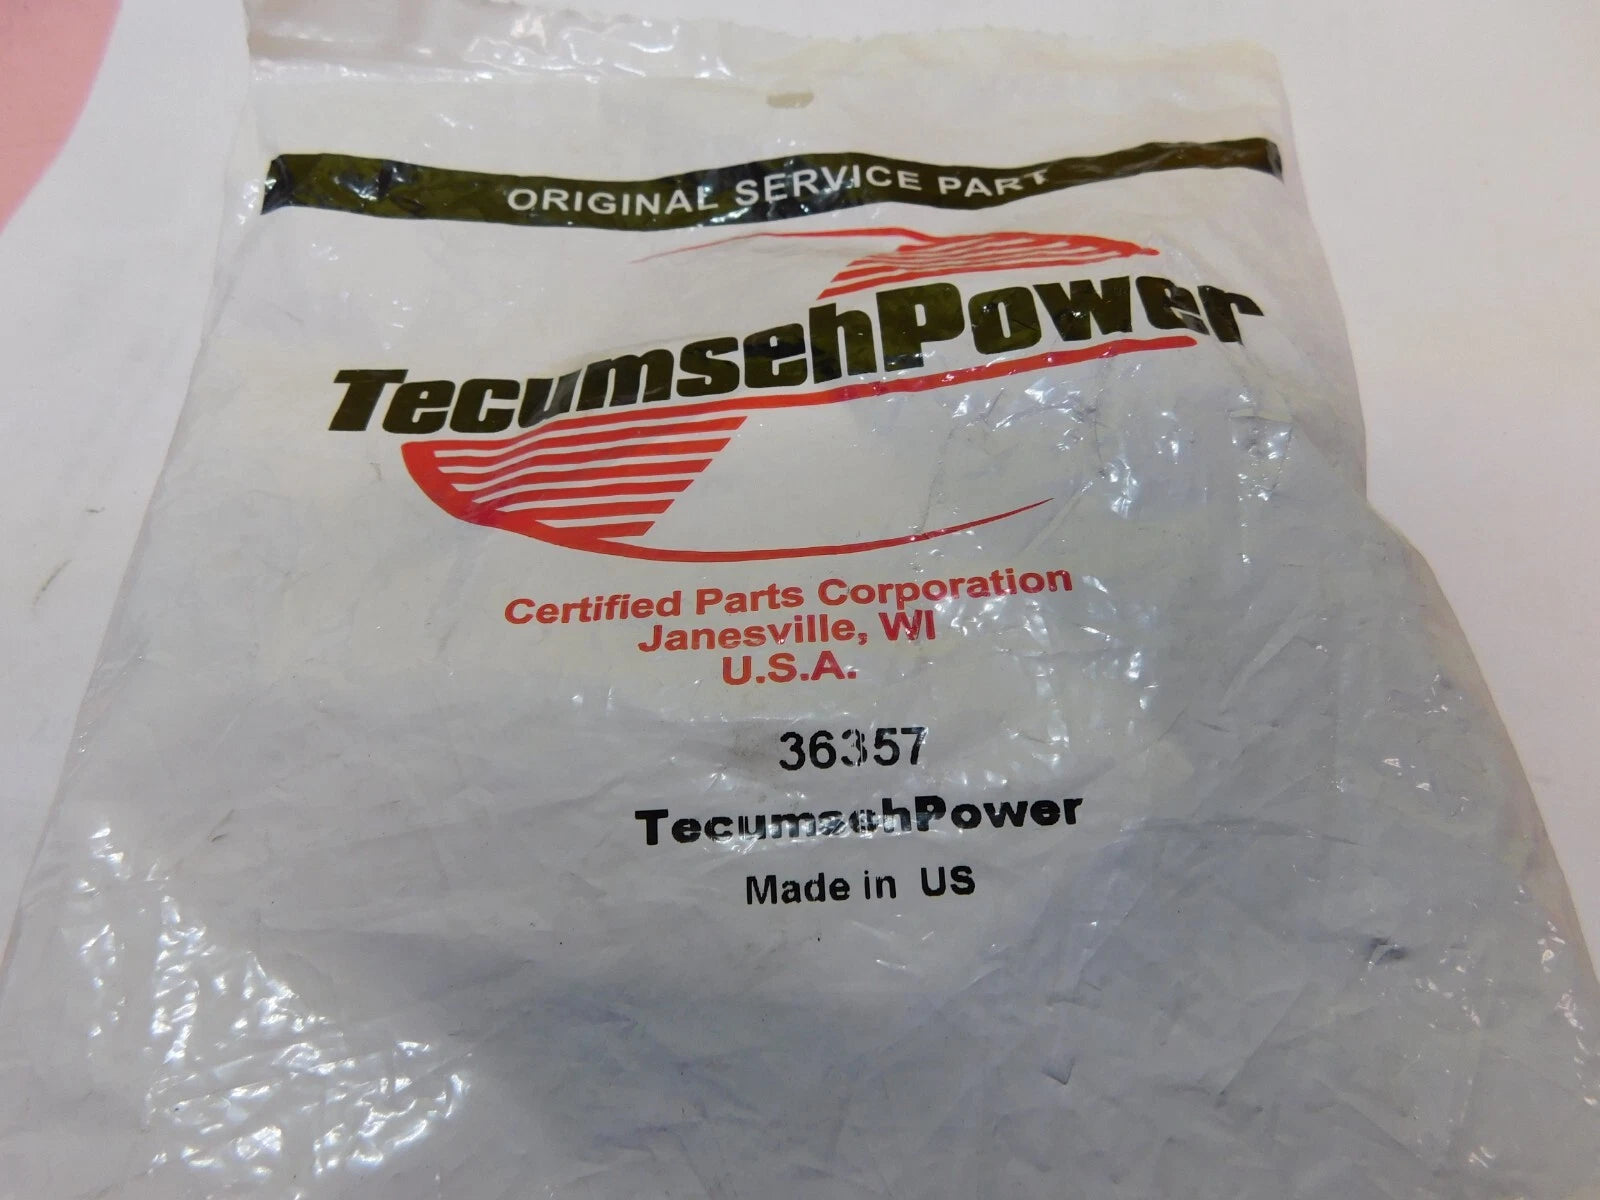 ORIGINAL SERVICE PART
TecumsehPower
Certified Parts Corporation
Janesville, WI
U.S.A.
36357
TecumsehPower
Made in US